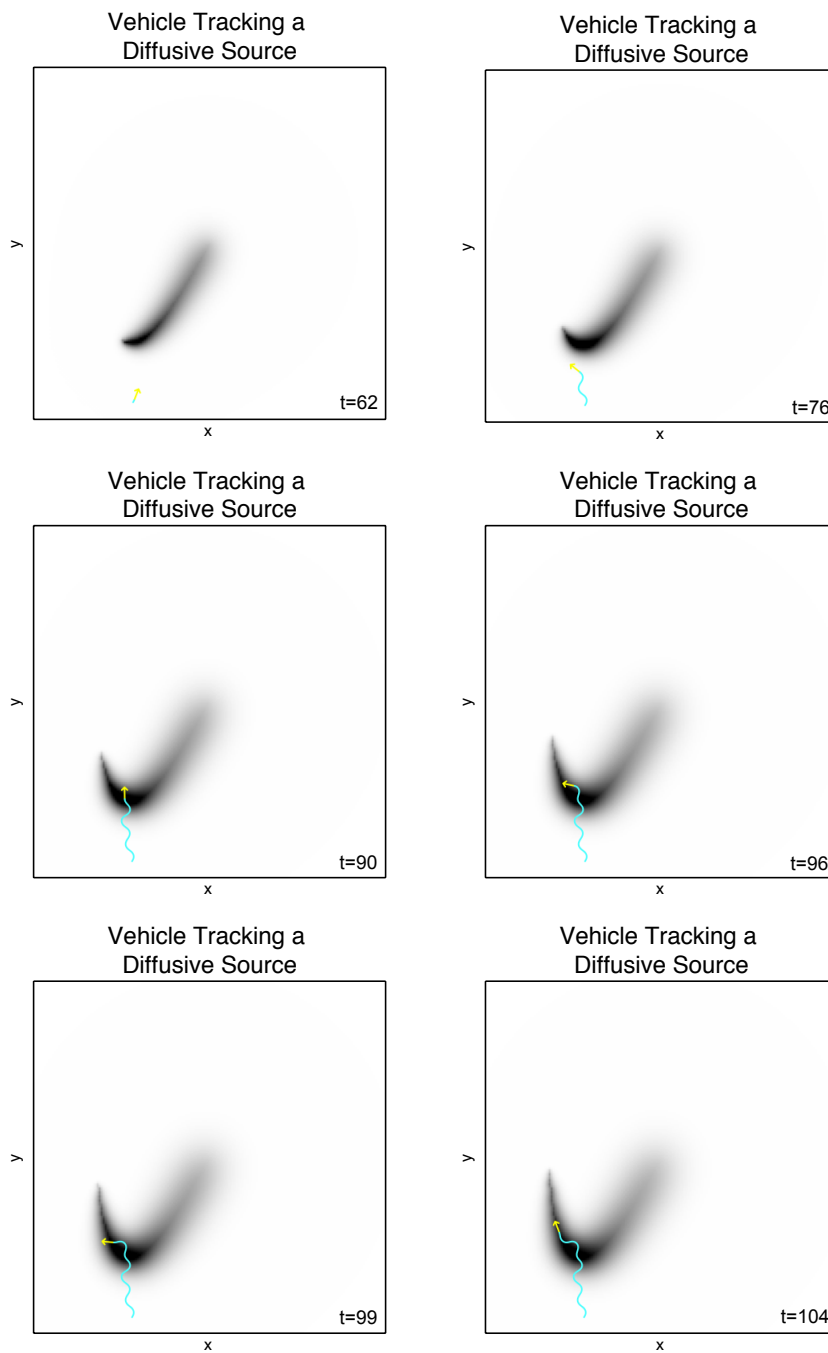 Vehicle Tracking a
Diffusive Source
y
t=62
x
Vehicle Tracking a
Diffusive Source
y
t=76
x
Vehicle Tracking a
Diffusive Source
y
t=90
x
Vehicle Tracking a
Diffusive Source
y
t=96
x
Vehicle Tracking a
Diffusive Source
y
t=99
x
Vehicle Tracking a
Diffusive Source
y
t=104
x